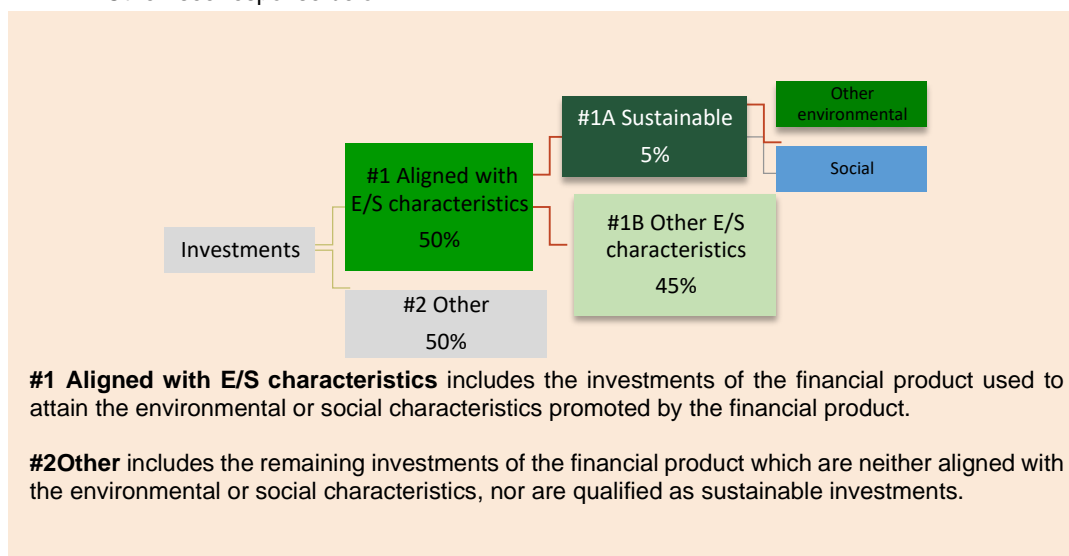 Other
environmental
#1A Sustainable
5%
Social
#1 Aligned with
E/S characteristics
50%
#1B Other E/S
characteristics
45%
Investments
#2 Other
50%
#1 Aligned with E/S characteristics includes the investments of the financial product used to
attain the environmental or social characteristics promoted by the financial product.
#2Other includes the remaining investments of the financial product which are neither aligned with
the environmental or social characteristics, nor are qualified as sustainable investments.